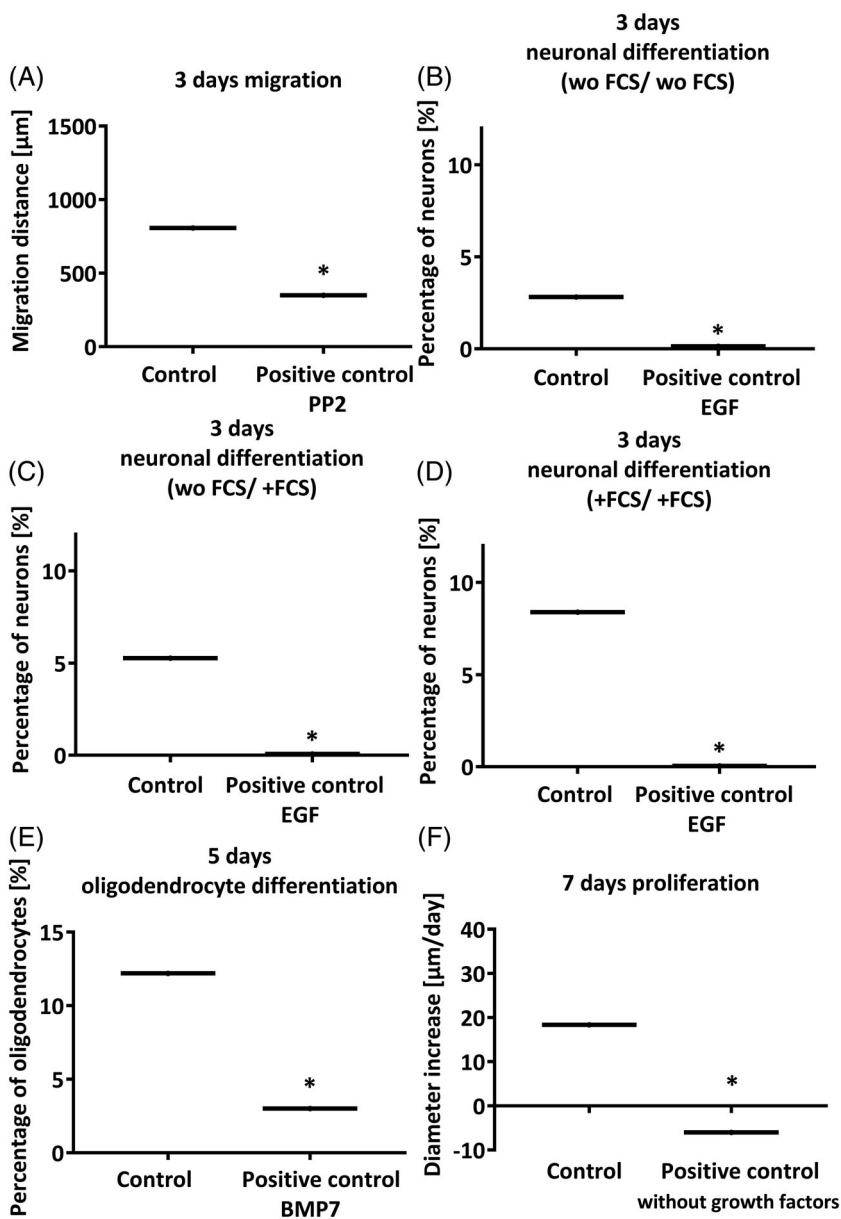 (A)
3 days migration
Migration distance [µm]
1500
1000
500
0
*
Control
Positive control
PP2
(B)
3 days
neuronal differentiation
(wo FCS/ wo FCS)
Percentage of neurons [%]
10
5
0
*
Control
Positive control
EGF
(C)
3 days
neuronal differentiation
(wo FCS/ +FCS)
Percentage of neurons [%]
10
5
0
*
Control
Positive control
EGF
(D)
3 days
neuronal differentiation
(+FCS/ +FCS)
Percentage of neurons [%]
10
5
0
*
Control
Positive control
EGF
(E)
5 days
oligodendrocyte differentiation
Percentage of oligodendrocytes [%]
15
10
5
0
*
Control
Positive control
BMP7
(F)
7 days proliferation
Diameter increase [µm/day]
40
30
20
10
0
-10
*
Control
Positive control
without growth factors